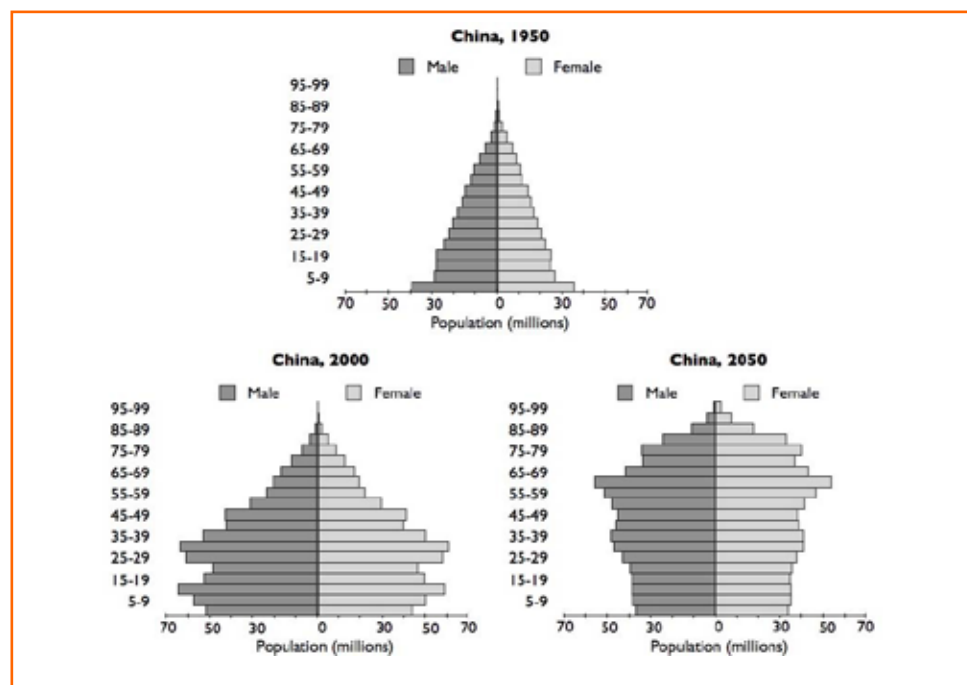 China, 1950
Male Female
95-99
85-89
75-79
65-69
55-59
45-49
35-39
25-29
15-19
5-9
70 50 30 0 30 50 70
Population (millions)
China, 2000
Male Female
95-99
85-89
75-79
65-69
55-59
45-49
35-39
25-29
15-19
5-9
70 50 30 0 30 50 70
Population (millions)
China, 2050
Male Female
95-99
85-89
75-79
65-69
55-59
45-49
35-39
25-29
15-19
5-9
70 50 30 0 30 50 70
Population (millions)